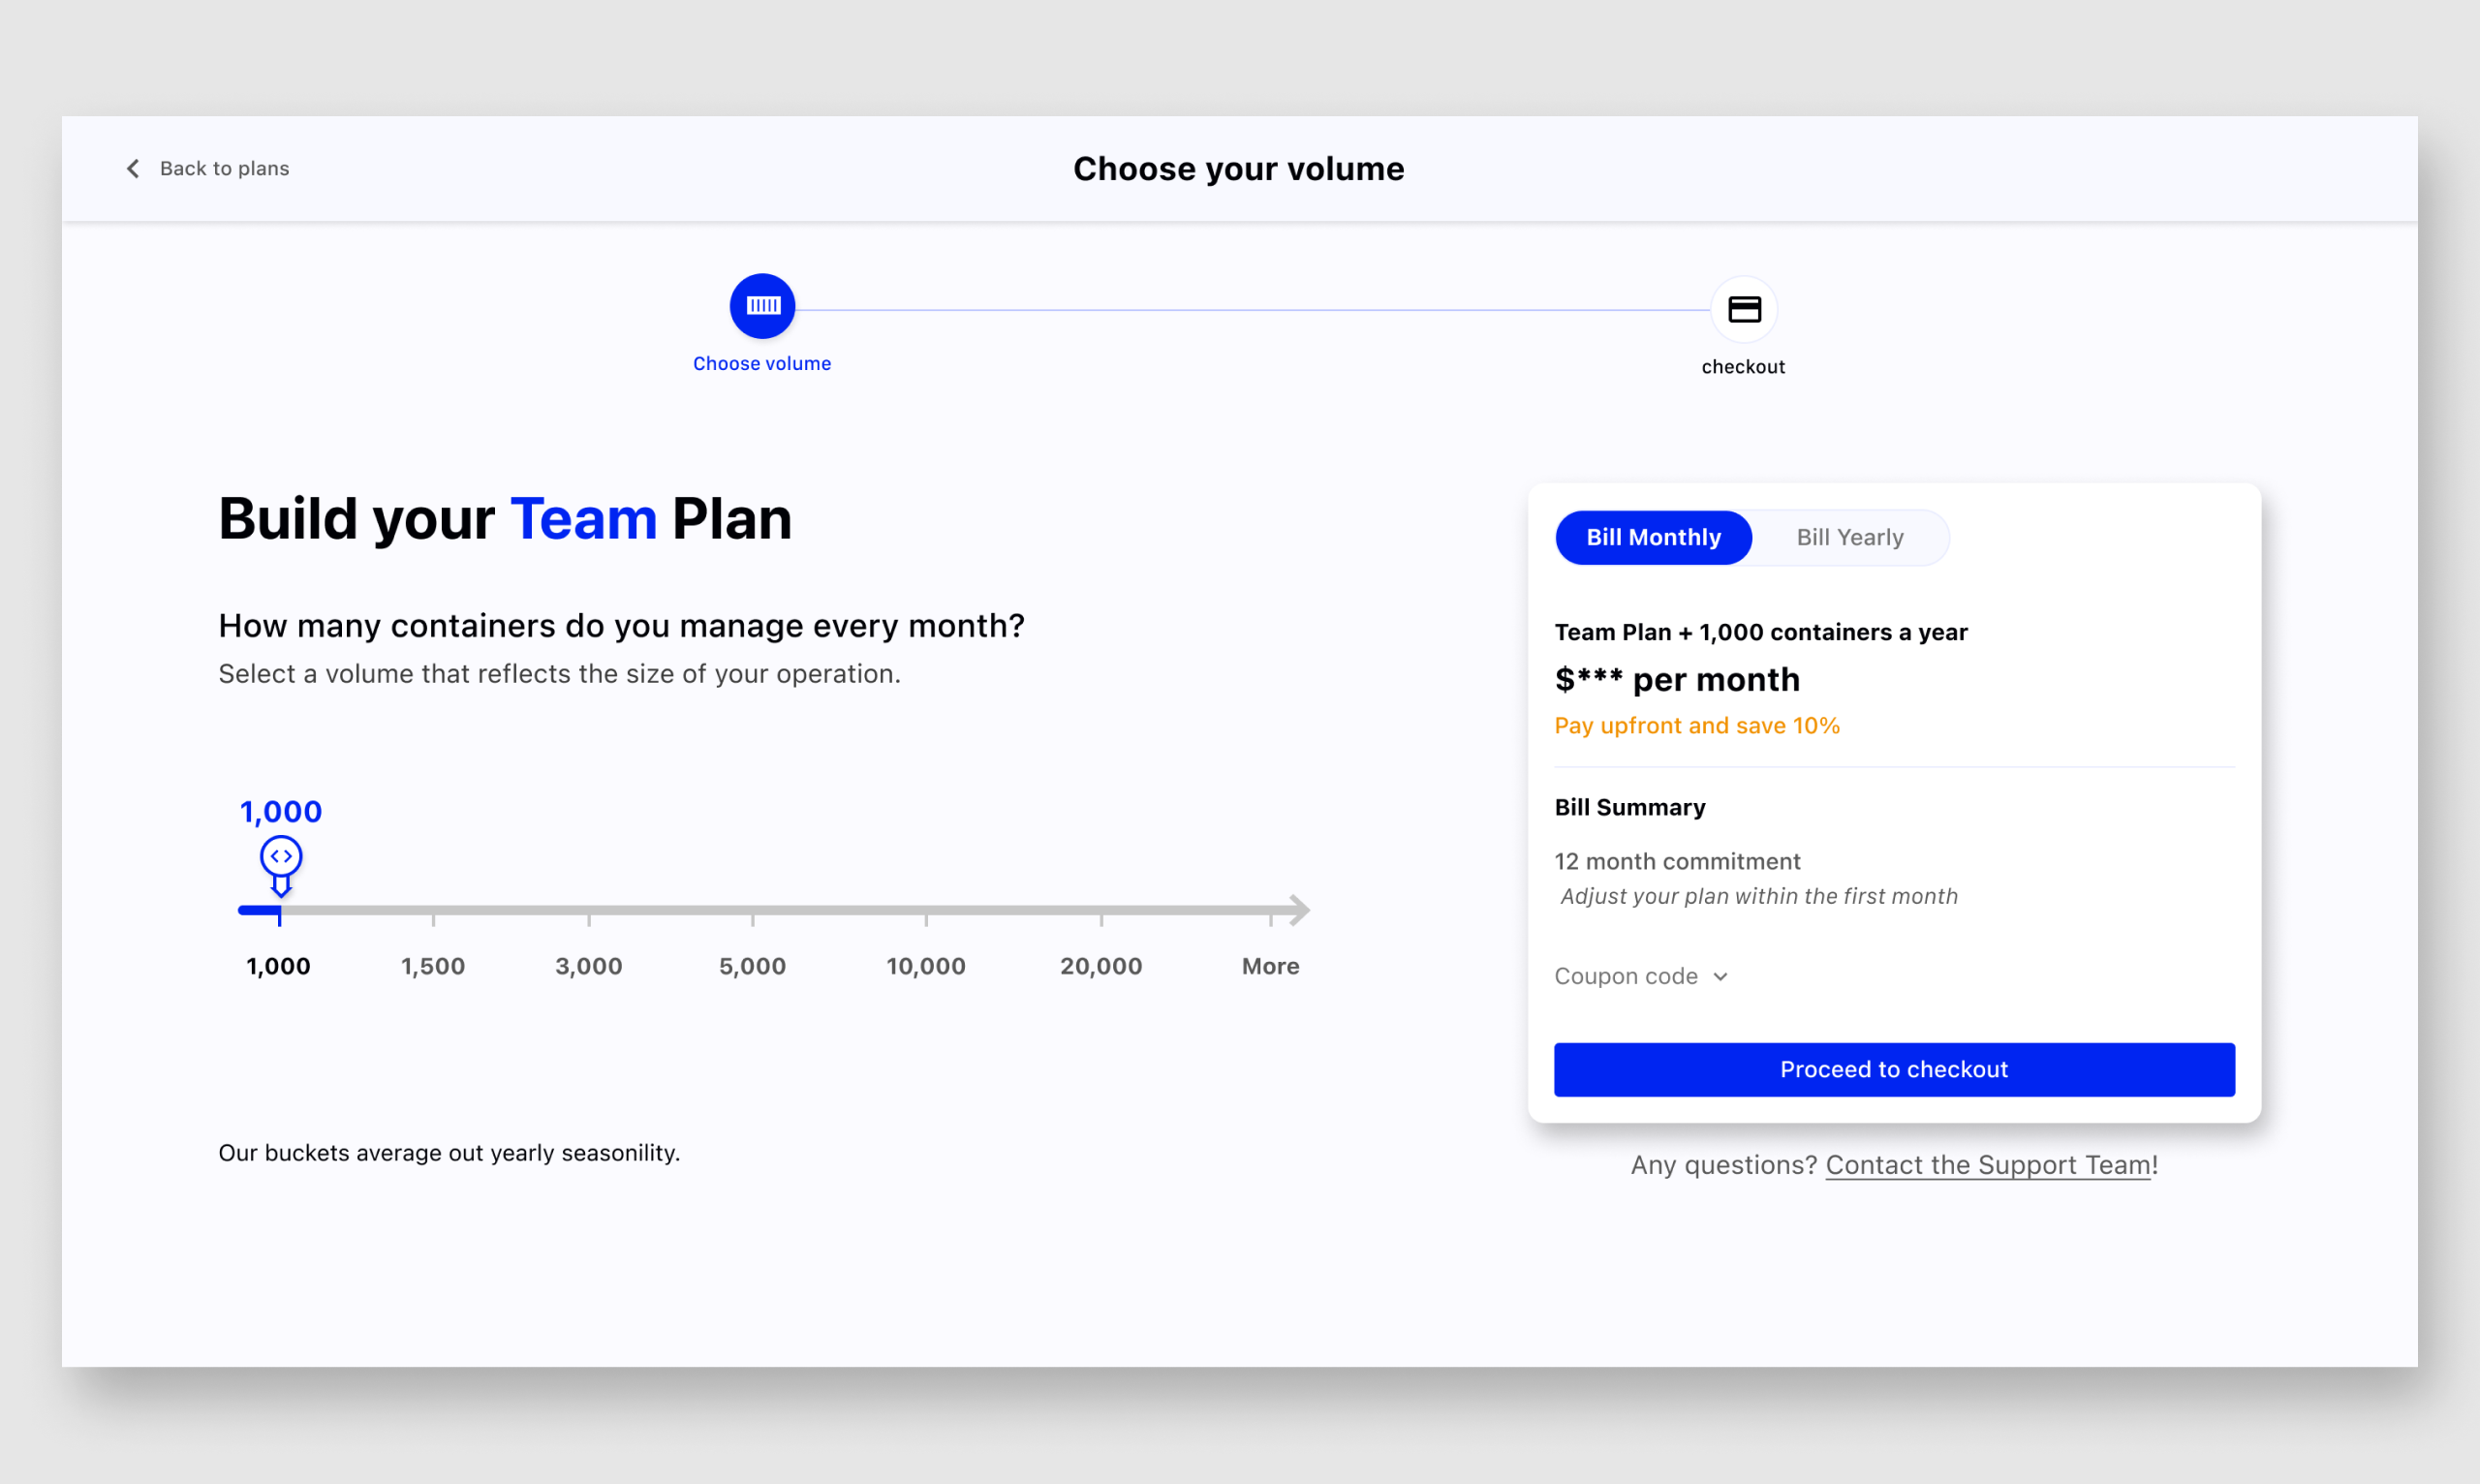 Back to plans
Choose your volume
Choose volume
checkout
Build your Team Plan
How many containers do you manage every month?
Select a volume that reflects the size of your operation.
1,000
1,000 1,500 3,000 5,000 10,000 20,000 More
Our buckets average out yearly seasonility.
Bill Monthly Bill Yearly
Team Plan + 1,000 containers a year
$*** per month
Pay upfront and save 10%
Bill Summary
12 month commitment
Adjust your plan within the first month
Coupon code
Proceed to checkout
Any questions? Contact the Support Team!